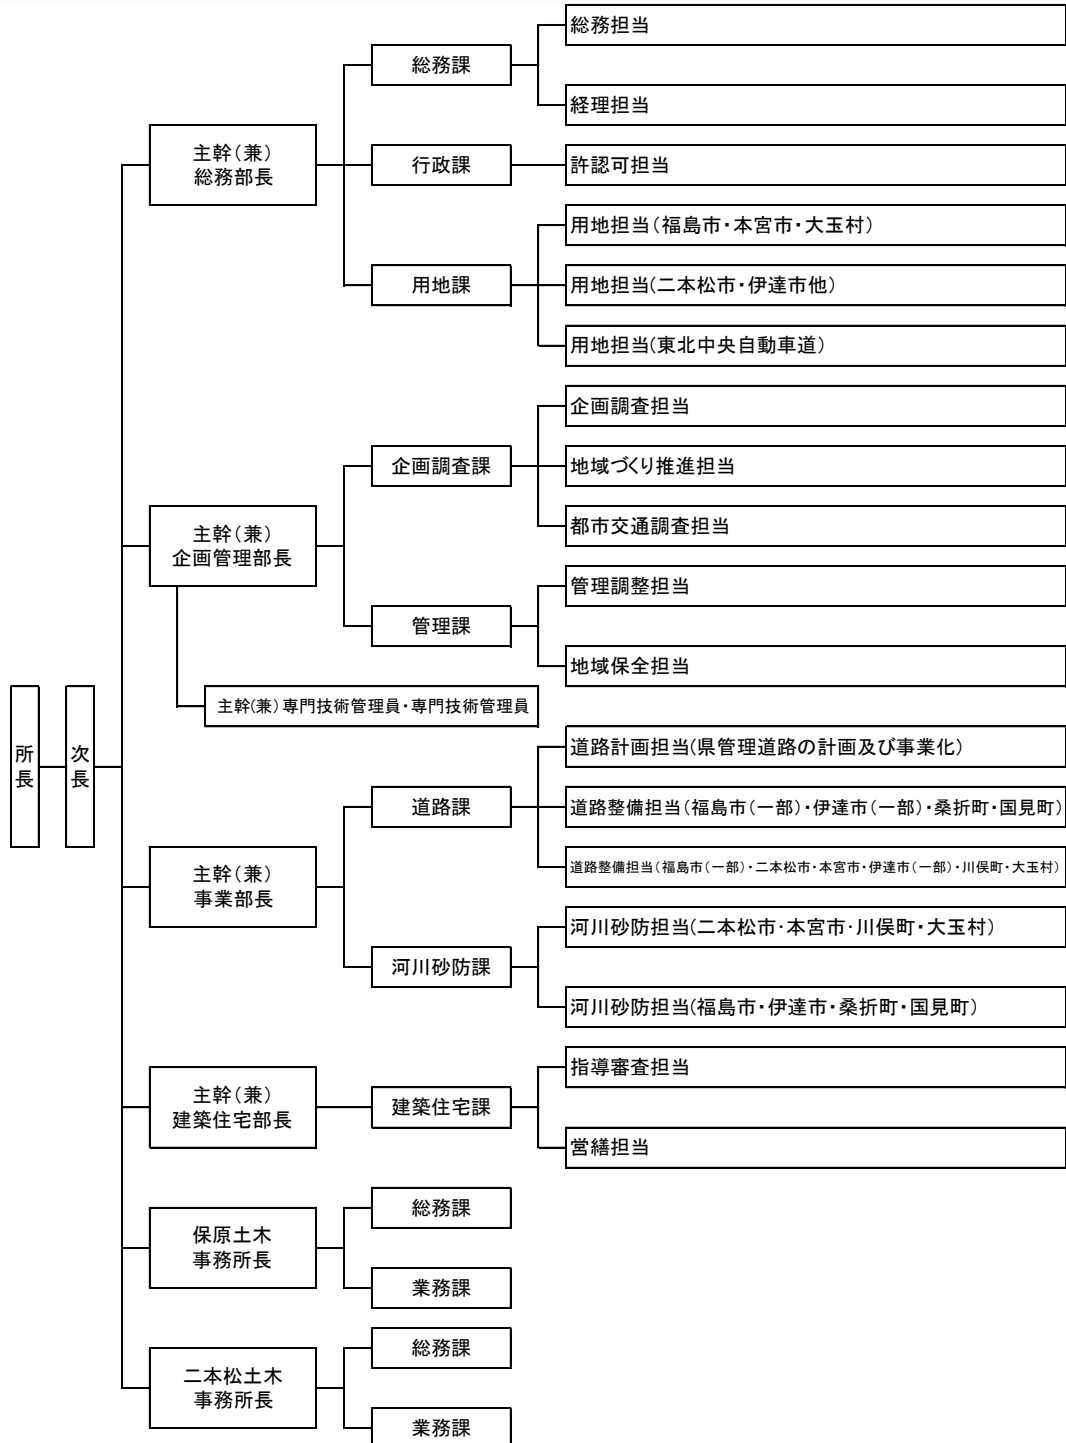 総務担当
総務課
経理担当
主幹（兼）
総務部長
行政課
許認可担当
用地担当（福島市・本宮市・大玉村）
用地課
用地担当（二本松市・伊達市他）
用地担当（東北中央自動車道）
企画調査担当
企画調査課
地域づくり推進担当
都市交通調査担当
主幹（兼）
企画管理部長
管理調整担当
管理課
地域保全担当
主幹（兼）専門技術管理員・専門技術管理員
所長
次長
道路計画担当（県管理道路の計画及び事業化）
道路課
道路整備担当（福島市（一部）・伊達市（一部）・桑折町・国見町）
道路整備担当（福島市（一部）・二本松市・本宮市・伊達市（一部）・川俣町・大玉村）
主幹（兼）
事業部長
河川砂防担当（二本松市・本宮市・川俣町・大玉村）
河川砂防課
河川砂防担当（福島市・伊達市・桑折町・国見町）
指導審査担当
主幹（兼）
建築住宅部長
建築住宅課
営繕担当
保原土木
事務所長
総務課
業務課
二本松土木
事務所長
総務課
業務課